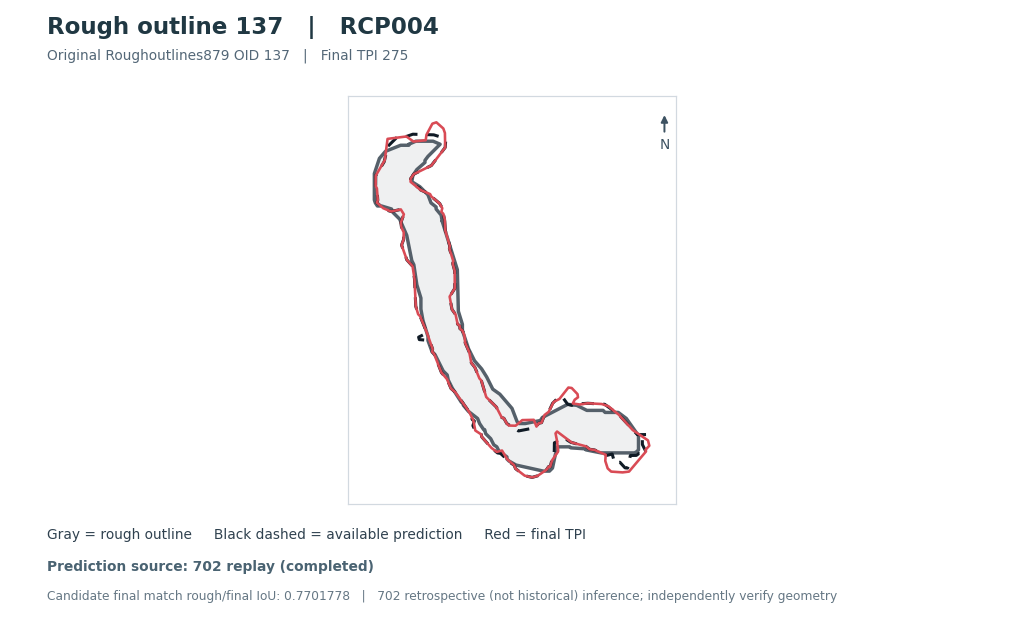 Rough outline 137   |   RCP004
Original Roughoutlines879 OID 137   |   Final TPI 275
N
Gray = rough outline     Black dashed = available prediction     Red = final TPI
Prediction source: 702 replay (completed)
Candidate final match rough/final IoU: 0.7701778   |   702 retrospective (not historical) inference; independently verify geometry